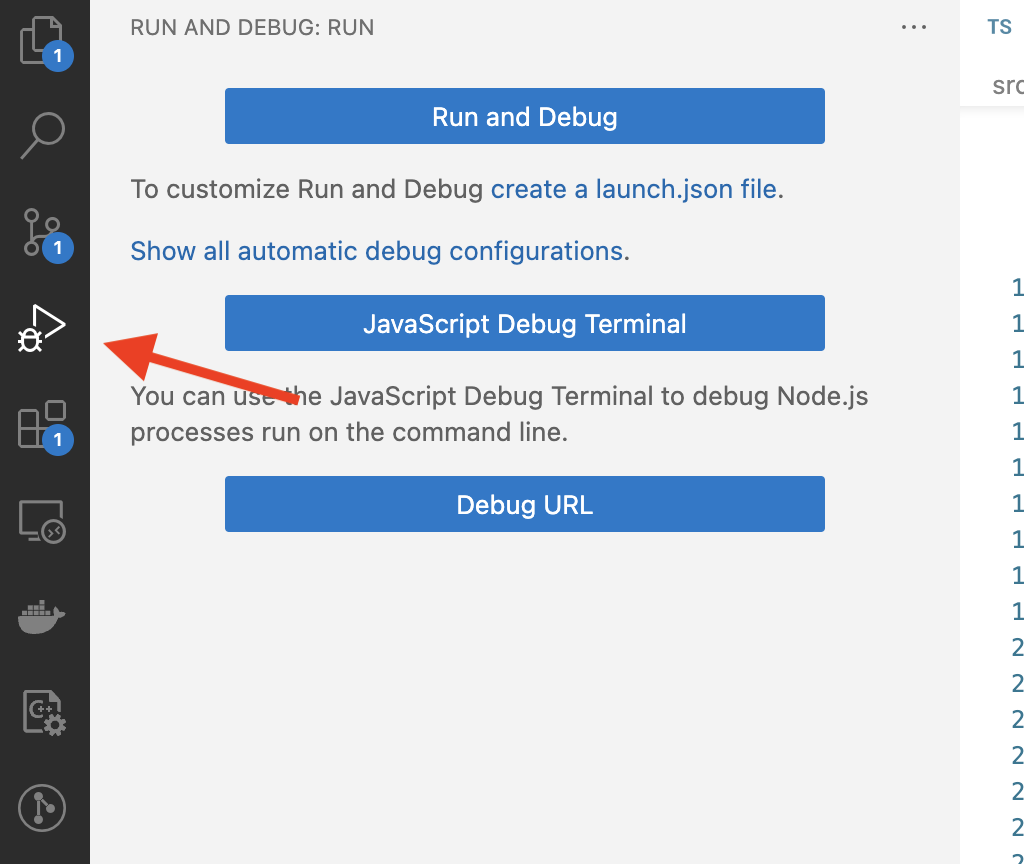 RUN AND DEBUG: RUN
TS
1
src
Run and Debug
To customize Run and Debug create a launch.json file.
1
Show all automatic debug configurations.
JavaScript Debug Terminal
You can use the JavaScript Debug Terminal to debug Node.js
processes run on the command line.
1
Debug URL
C++
1
1
1
1
1
1
1
1
1
1
2
2
2
2
2
2